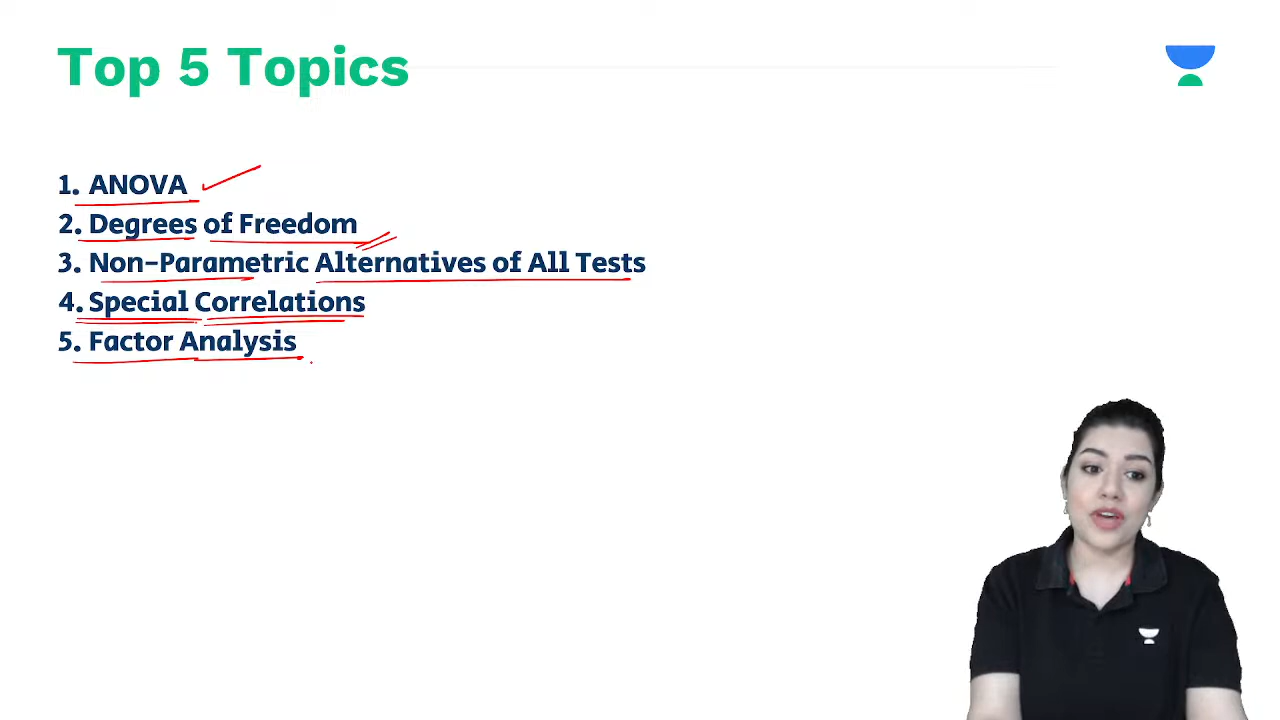 Top 5 Topics
1. ANOVA
2. Degrees of Freedom
3. Non-Parametric Alternatives of All Tests
4. Special Correlations
5. Factor Analysis